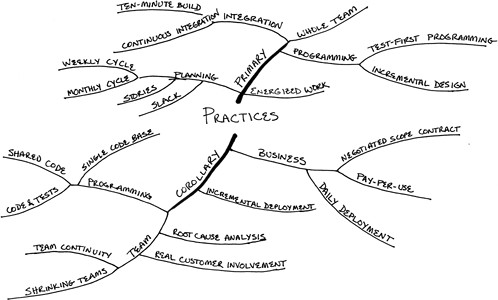 TEN-MINUTE BUILD
CONTINUOUS INTEGRATION
INTEGRATION
WHOLE TEAM
PRIMARY
PROGRAMMING
TEST-FIRST PROGRAMMING
INCREMENTAL DESIGN
WEEKLY CYCLE
MONTHLY CYCLE
PLANNING
STORIES
SLACK
ENERGIZED WORK
PRACTICES
COROLLARY
BUSINESS
NEGOTIATED SCOPE CONTRACT
PAY-PER-USE
DAILY DEPLOYMENT
SINGLE CODE BASE
SHARED CODE
PROGRAMMING
CODE & TESTS
INCREMENTAL DEPLOYMENT
TEAM
ROOT CAUSE ANALYSIS
REAL CUSTOMER INVOLVEMENT
TEAM CONTINUITY
SHRINKING TEAMS